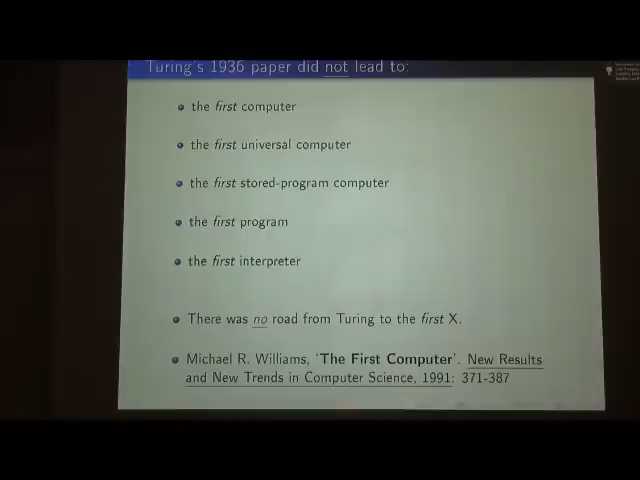 Turing's 1936 paper did not lead to:
the first computer
the first universal computer
the first stored-program computer
the first program
the first interpreter
There was no road from Turing to the first X.
Michael R. Williams, 'The First Computer'. New Results
and New Trends in Computer Science, 1991: 371-387